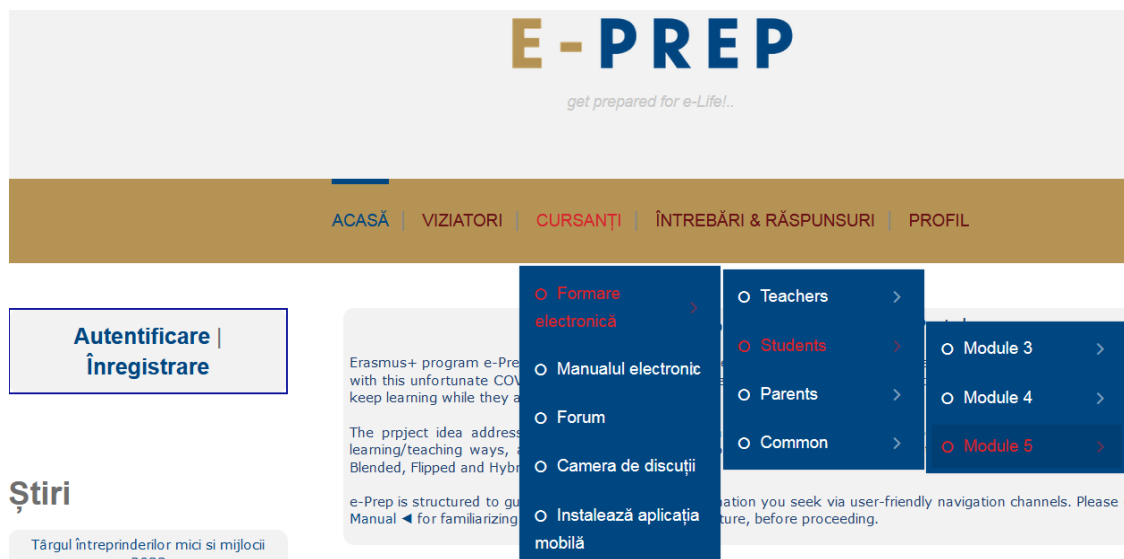 E-PREP
get prepared for e-Life!..
ACASĂ | VIZIATORI | CURSANȚI | ÎNTREBĂRI & RĂSPUNSURI | PROFIL
Autentificare |
Înregistrare
Știri
Târgul întreprinderilor mici si mijlocii
Formare
electronică
Manualul electronic
Forum
Camera de discuții
Instalează aplicația
mobilă
Teachers
Students
Parents
Common
Module 3
Module 4
Module 5
Erasmus+ program e-Pre
with this unfortunate COV
keep learning while they a
The prpject idea address
learning/teaching ways, a
Blended, Flipped and Hybr
e-Prep is structured to gu mation you seek via user-friendly navigation channels. Please
Manual ◄ for familiarizing ture, before proceeding.